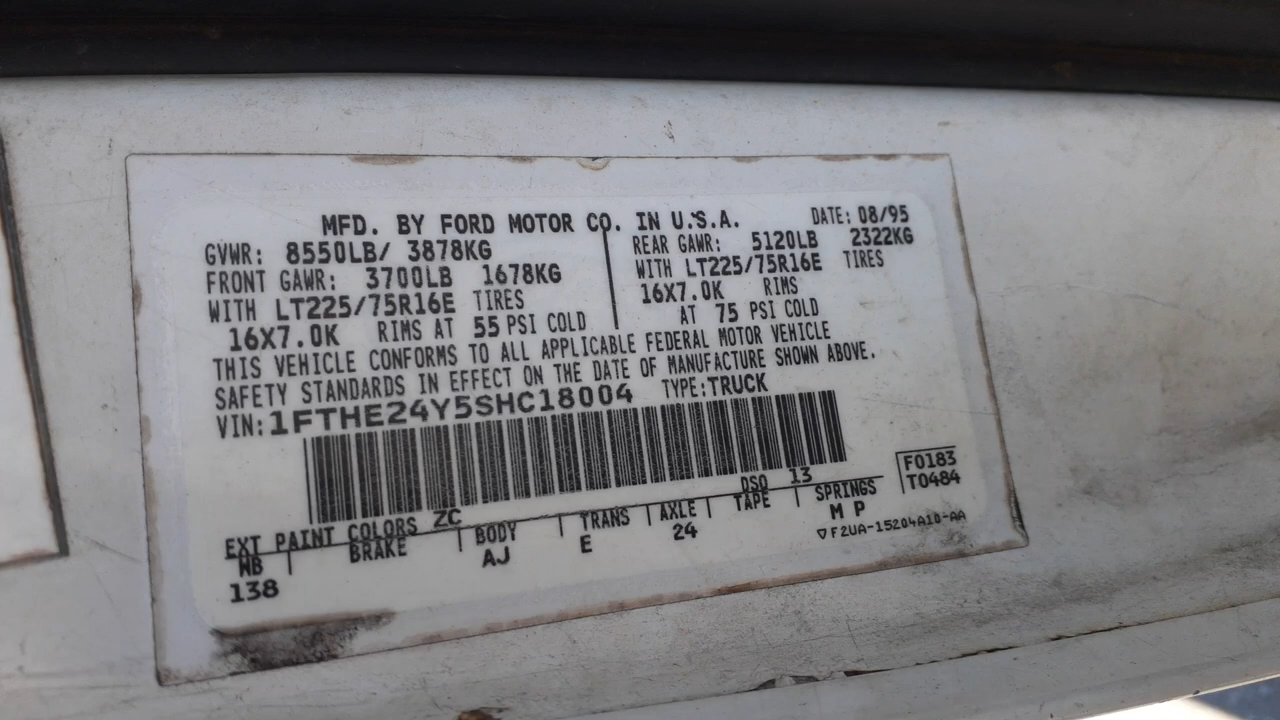 MFD. BY FORD MOTOR CO. IN U.S.A.
DATE: 08/95
GVWR: 8550LB/ 3878KG
FRONT GAWR: 3700LB 1678KG
WITH LT225/75R16E TIRES
16X7.0K RIMS AT 55 PSI COLD
REAR GAWR: 5120LB 2322KG
WITH LT225/75R16E TIRES
16X7.0K RIMS
AT 75 PSI COLD
THIS VEHICLE CONFORMS TO ALL APPLICABLE FEDERAL MOTOR VEHICLE
SAFETY STANDARDS IN EFFECT ON THE DATE OF MANUFACTURE SHOWN ABOVE.
VIN: 1FTHE24Y5SHC18004 TYPE: TRUCK
EXT PAINT COLORS ZC DSO 13
WB BRAKE BODY TRANS AXLE TAPE SPRINGS
138 AJ E 24 M P
F0183
T0484
▽F2UA-15204A10-AA